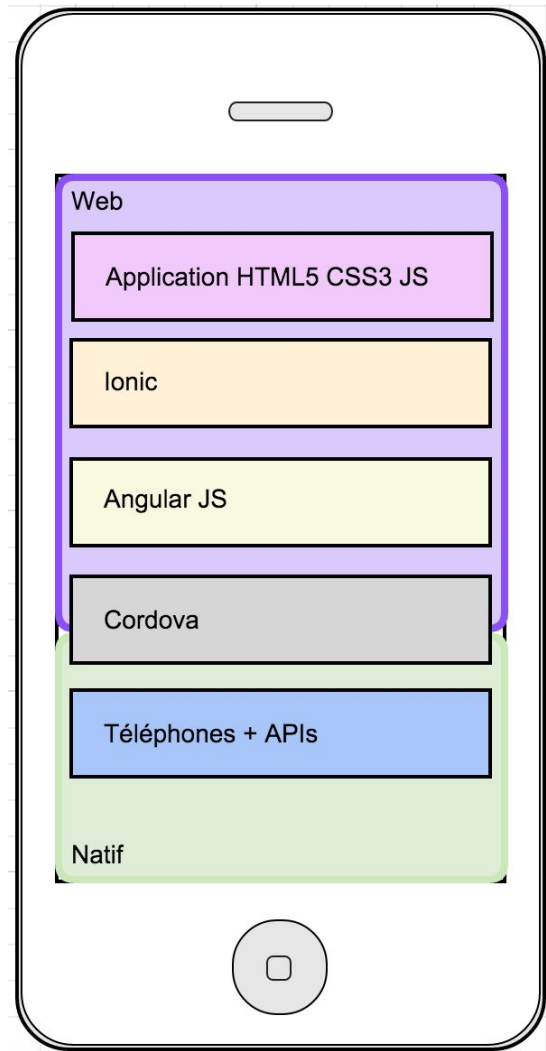 Web
Application HTML5 CSS3 JS
Ionic
Angular JS
Cordova
Téléphones + APIs
Natif